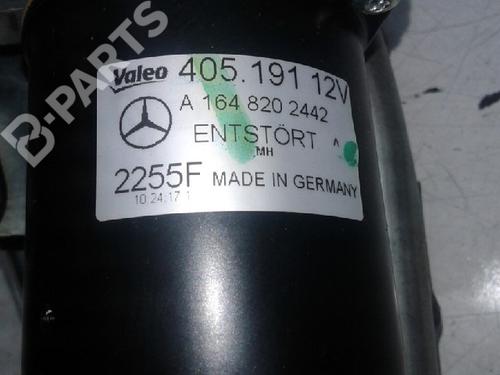 B-PARTS
Valeo 405.191 12V
A 164 820 2442
ENTSTÖRT
MH
2255F MADE IN GERMANY
10.24.17 1